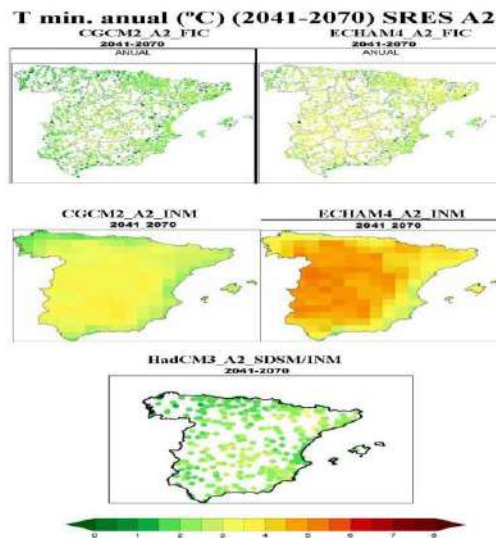 T min. anual (ºC) (2041-2070) SRES A2
CGCM2_A2_FIC
2041-2070
ANUAL
ECHAM4_A2_FIC
2041-2070
ANUAL
CGCM2_A2_INM
2041-2070
ECHAM4_A2_INM
2041-2070
HadCM3_A2_SDSM/INM
2041-2070
0 1 2 3 4 5 6 7 8